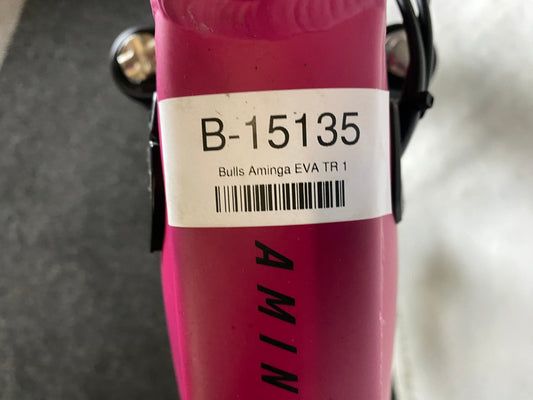 B-15135
Bulls Aminga EVA TR 1
AMIN